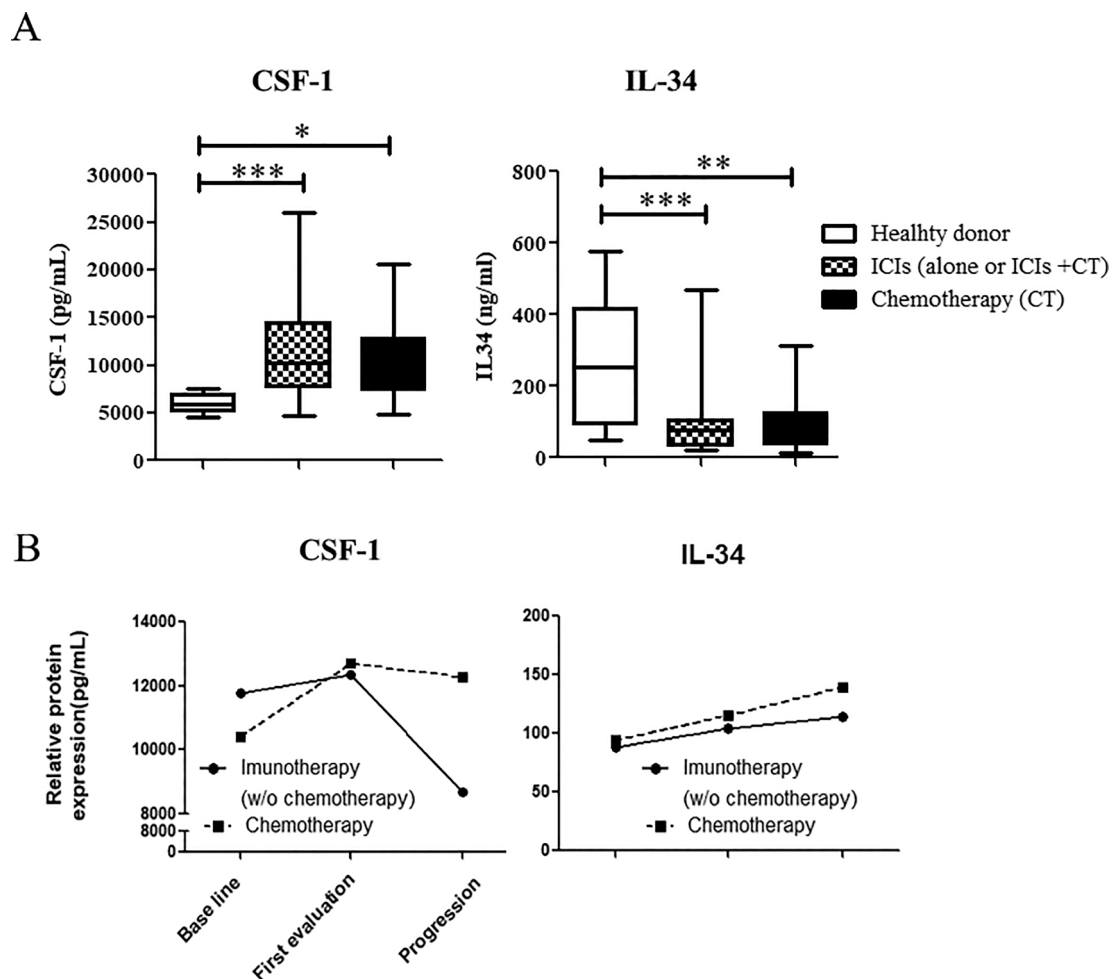 A
CSF-1
IL-34
*
***
**
***
CSF-1 (pg/mL)
30000
25000
20000
15000
10000
5000
0
IL34 (ng/ml)
800
600
400
200
0
Healhty donor
ICIs (alone or ICIs +CT)
Chemotherapy (CT)
B
CSF-1
IL-34
Relative protein
expression(pg/mL)
14000
12000
10000
8000
8000
0
Imunotherapy
(w/o chemotherapy)
Chemotherapy
Base line
First evaluation
Progression
200
150
100
50
0
Imunotherapy
(w/o chemotherapy)
Chemotherapy